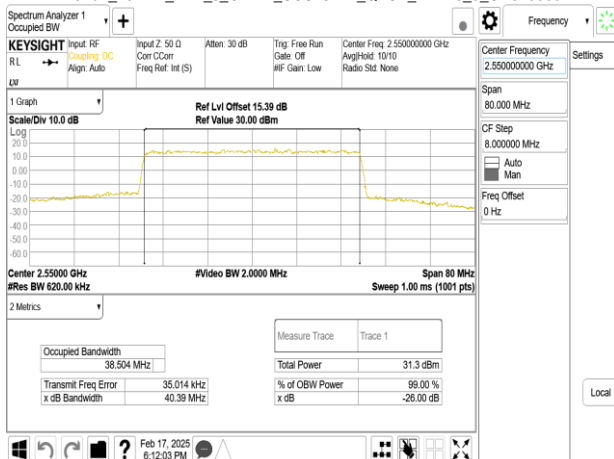 Spectrum Analyzer 1
Occupied BW
Frequency
KEYSIGHT
Input: RF
Coupling: DC
Align: Auto
Input Z: 50 Ω
Corr CCorr
Freq Ref: Int (S)
Atten: 30 dB
Trig: Free Run
Gate: Off
#IF Gain: Low
Center Freq: 2.550000000 GHz
Avg|Hold: 10/10
Radio Std: None
RL
LXI
Center Frequency
2.550000000 GHz
Settings
Span
80.000 MHz
CF Step
8.000000 MHz
Auto
Man
Freq Offset
0 Hz
1 Graph
Scale/Div 10.0 dB
Ref Lvl Offset 15.39 dB
Ref Value 30.00 dBm
Log
20.0
10.0
0.00
-10.0
-20.0
-30.0
-40.0
-50.0
-60.0
Center 2.55000 GHz
#Video BW 2.0000 MHz
Span 80 MHz
#Res BW 620.00 kHz
Sweep 1.00 ms (1001 pts)
2 Metrics
Measure Trace
Trace 1
Occupied Bandwidth
38.504 MHz
Total Power
31.3 dBm
Transmit Freq Error
35.014 kHz
% of OBW Power
99.00 %
x dB Bandwidth
40.39 MHz
x dB
-26.00 dB
Local
Feb 17, 2025
6:12:03 PM